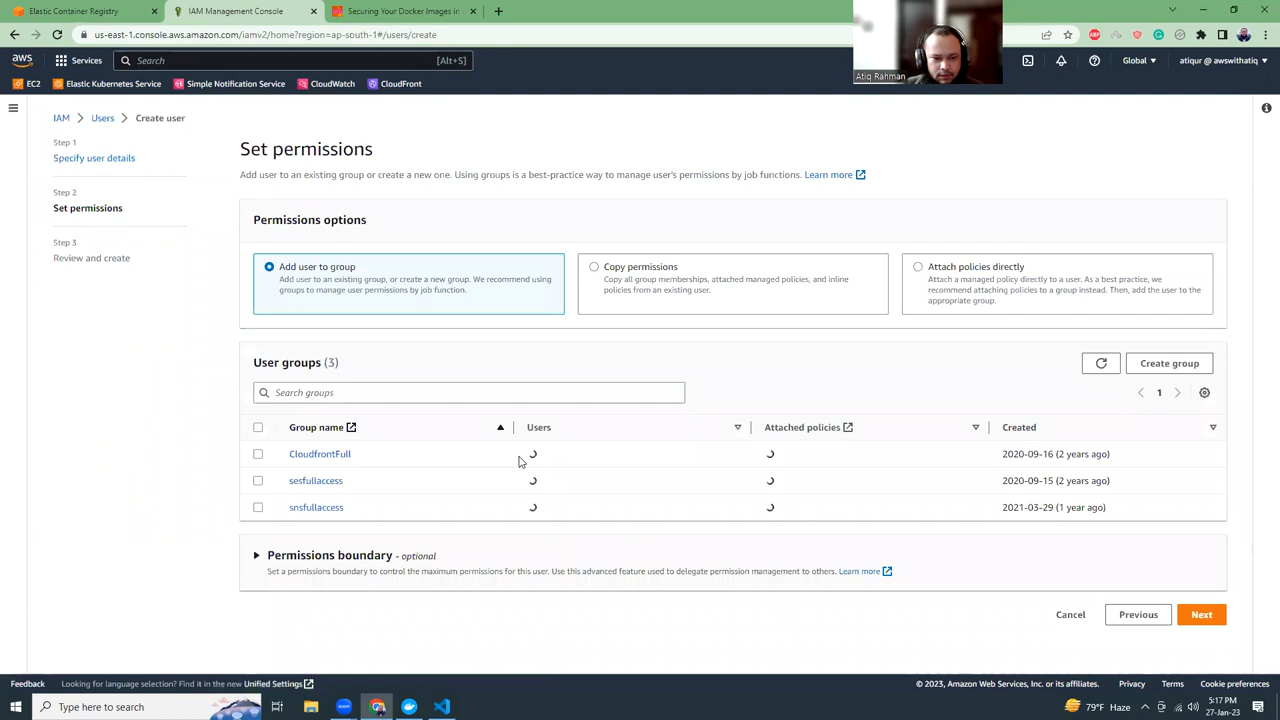 Elastic Container Registry
IAM Management Console
Securing Your Docker Images in
us-east-1.console.aws.amazon.com/iamv2/home?region=ap-south-1#/users/create
aws
Services
Search
[Alt+S]
Global
atiqur @ awswithatiq
Atiq Rahman
EC2
Elastic Kubernetes Service
Simple Notification Service
CloudWatch
CloudFront
IAM
Users
Create user
Step 1
Specify user details
Step 2
Set permissions
Step 3
Review and create
Set permissions
Add user to an existing group or create a new one. Using groups is a best-practice way to manage user's permissions by job functions. Learn more
Permissions options
Add user to group
Add user to an existing group, or create a new group. We recommend using
groups to manage user permissions by job function.
Copy permissions
Copy all group memberships, attached managed policies, and inline
policies from an existing user.
Attach policies directly
Attach a managed policy directly to a user. As a best practice, we
recommend attaching policies to a group instead. Then, add the user to the
appropriate group.
User groups (3)
Create group
Search groups
1
Group name
Users
Attached policies
Created
CloudfrontFull
2020-09-16 (2 years ago)
sesfullaccess
2020-09-15 (2 years ago)
snsfullaccess
2021-03-29 (1 year ago)
Permissions boundary - optional
Set a permissions boundary to control the maximum permissions for this user. Use this advanced feature used to delegate permission management to others. Learn more
Cancel
Previous
Next
Feedback
Looking for language selection? Find it in the new Unified Settings
© 2023, Amazon Web Services, Inc. or its affiliates.
Privacy
Terms
Cookie preferences
Type here to search
zoom
79°F Haze
5:17 PM
27-Jan-23